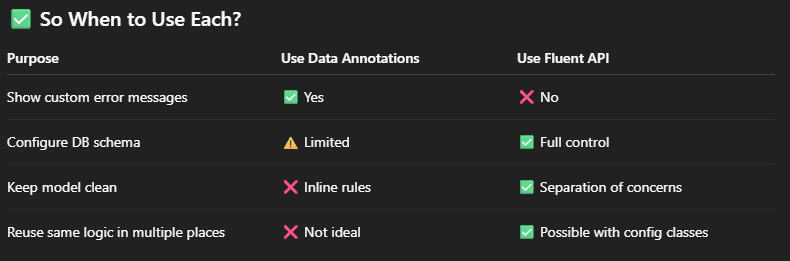 ✅ So When to Use Each?
Purpose Use Data Annotations Use Fluent API
Show custom error messages ✅ Yes ❌ No
Configure DB schema ⚠️ Limited ✅ Full control
Keep model clean ❌ Inline rules ✅ Separation of concerns
Reuse same logic in multiple places ❌ Not ideal ✅ Possible with config classes